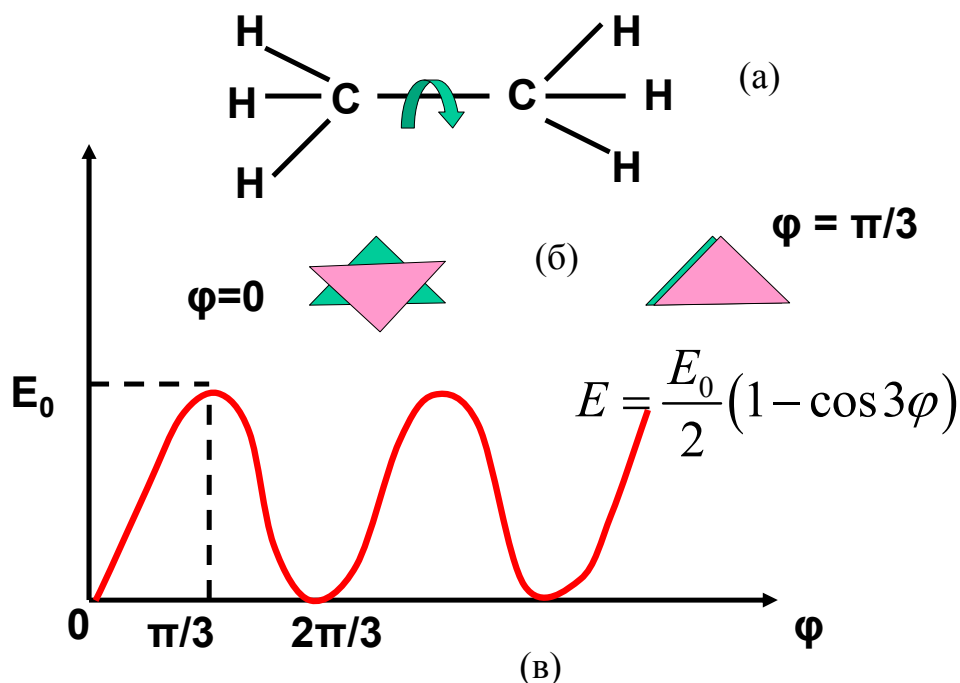 H H
H C C H (а)
H H
φ = π/3
(б)
φ=0
E₀
E = E₀/2 (1 − cos 3φ)
0 π/3 2π/3 φ
(в)